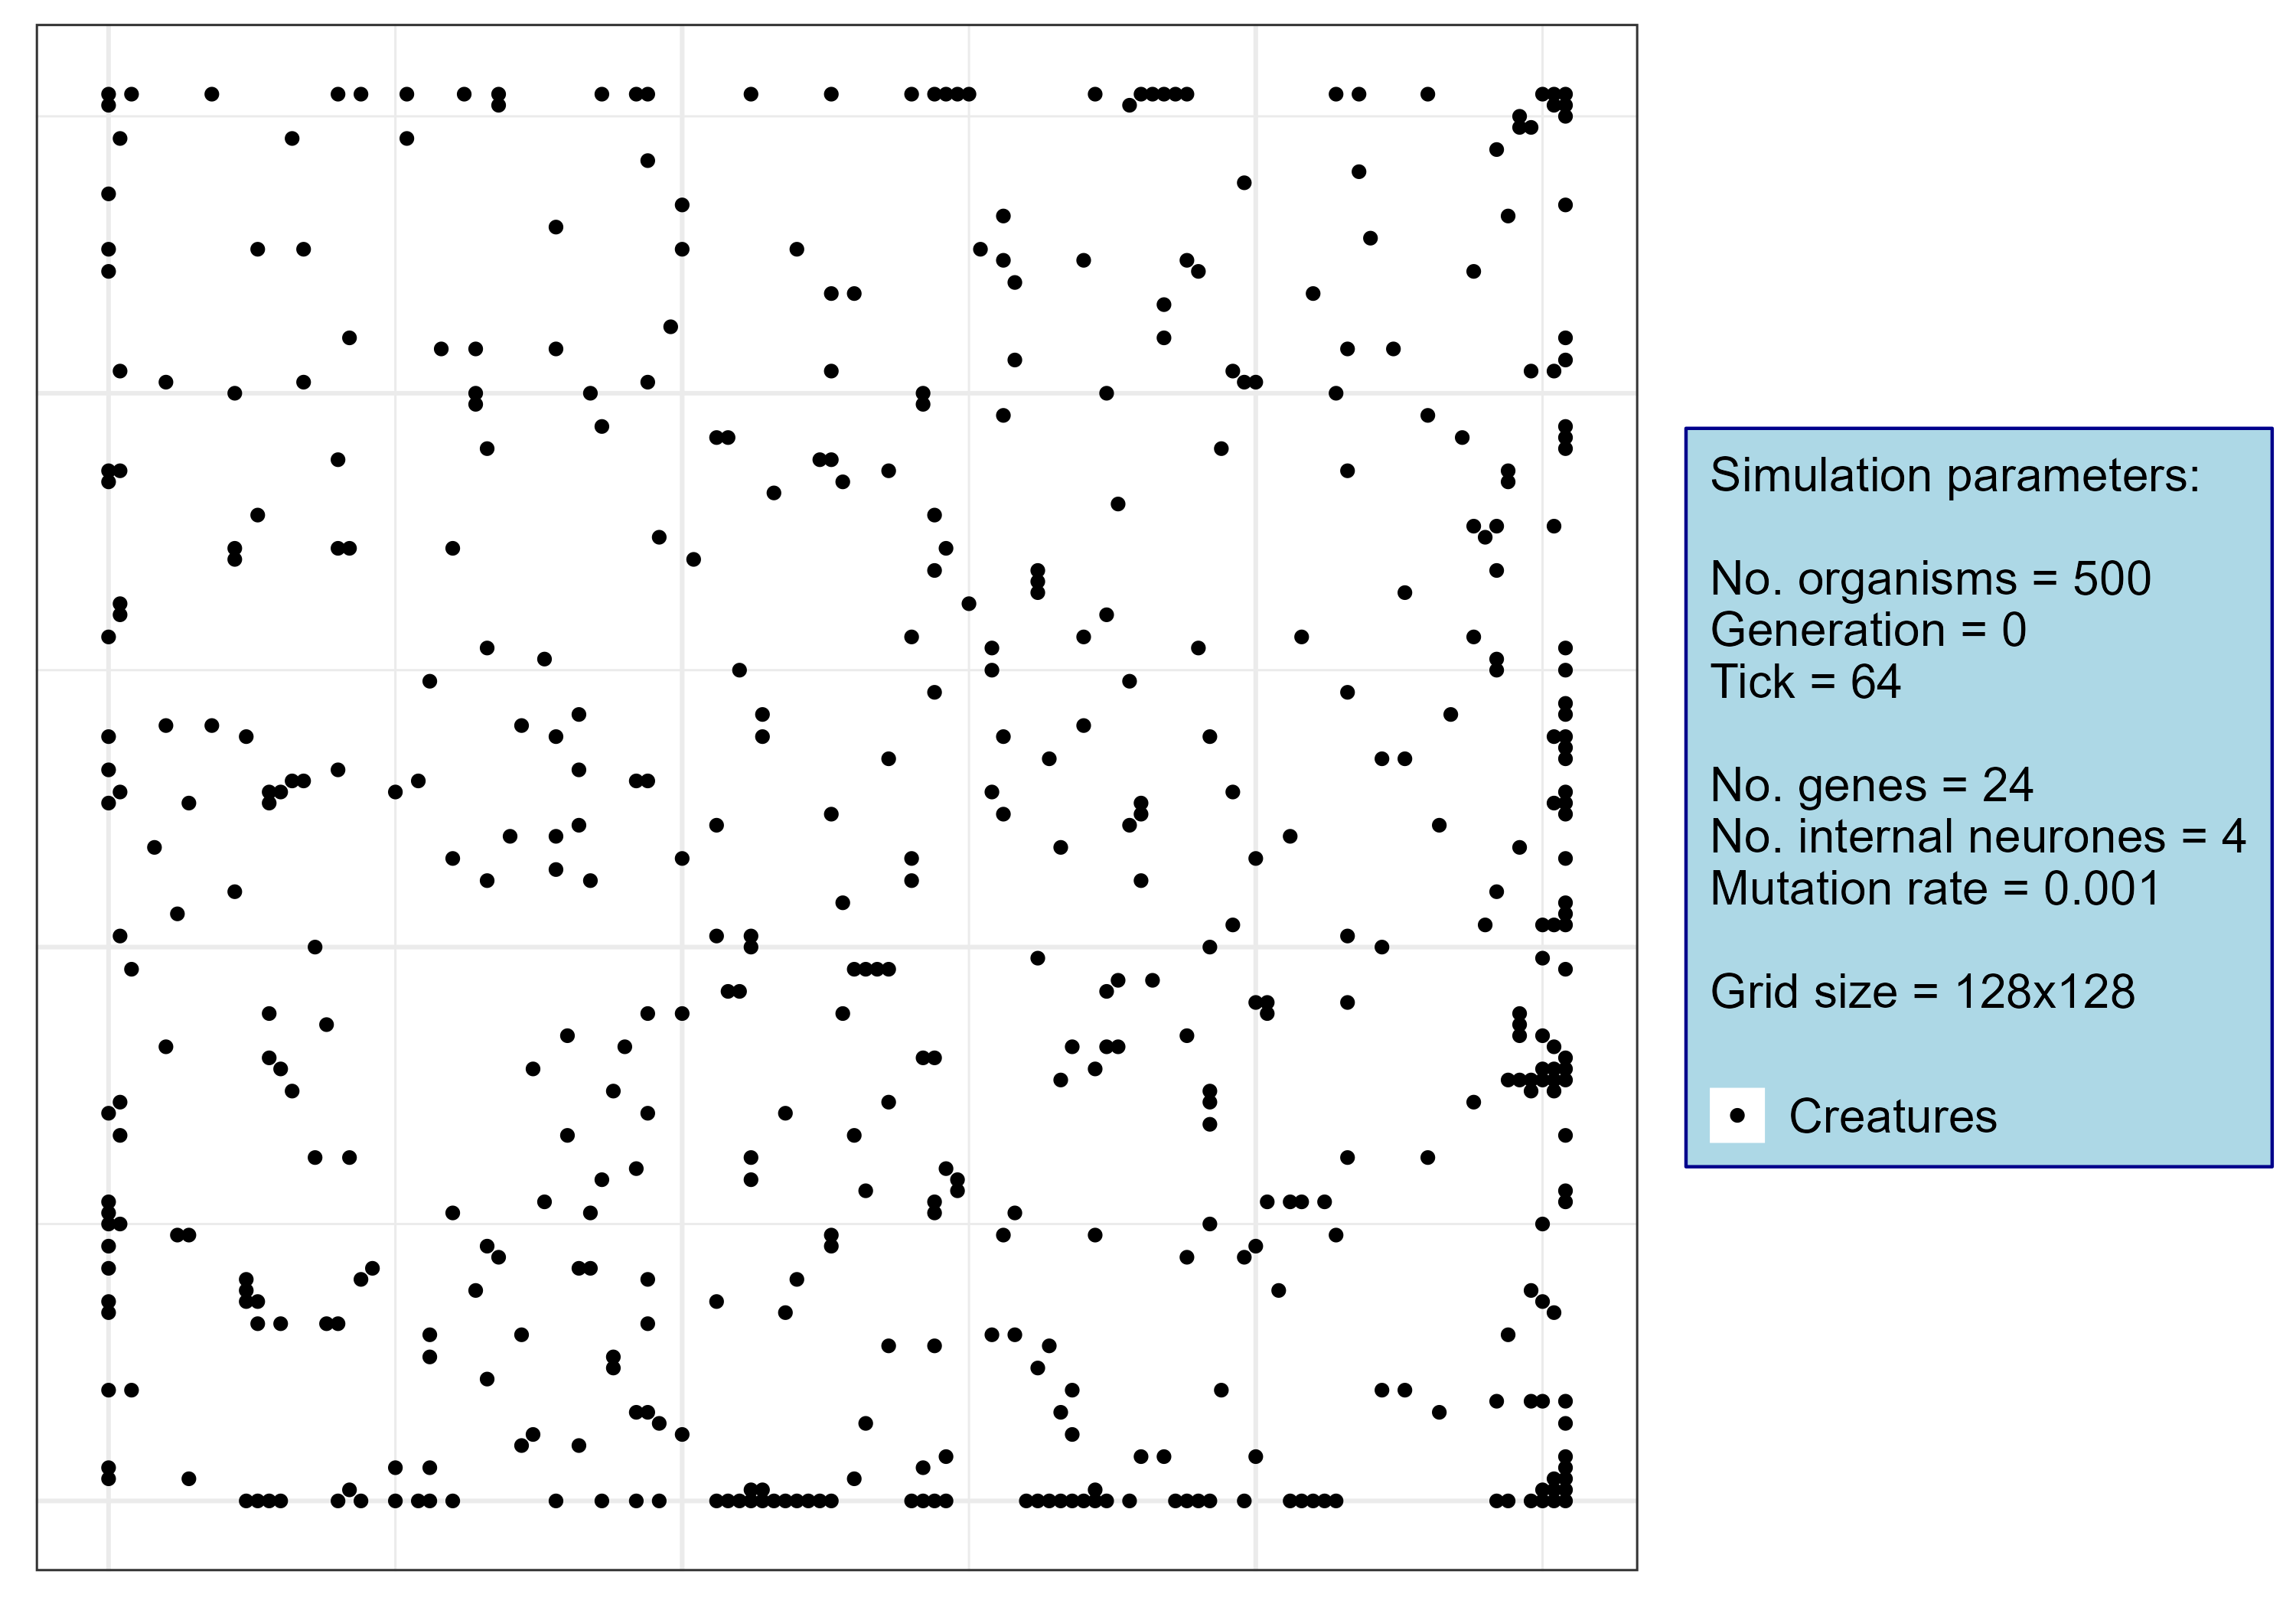 Simulation parameters:
No. organisms = 500
Generation = 0
Tick = 64
No. genes = 24
No. internal neurones = 4
Mutation rate = 0.001
Grid size = 128x128
Creatures